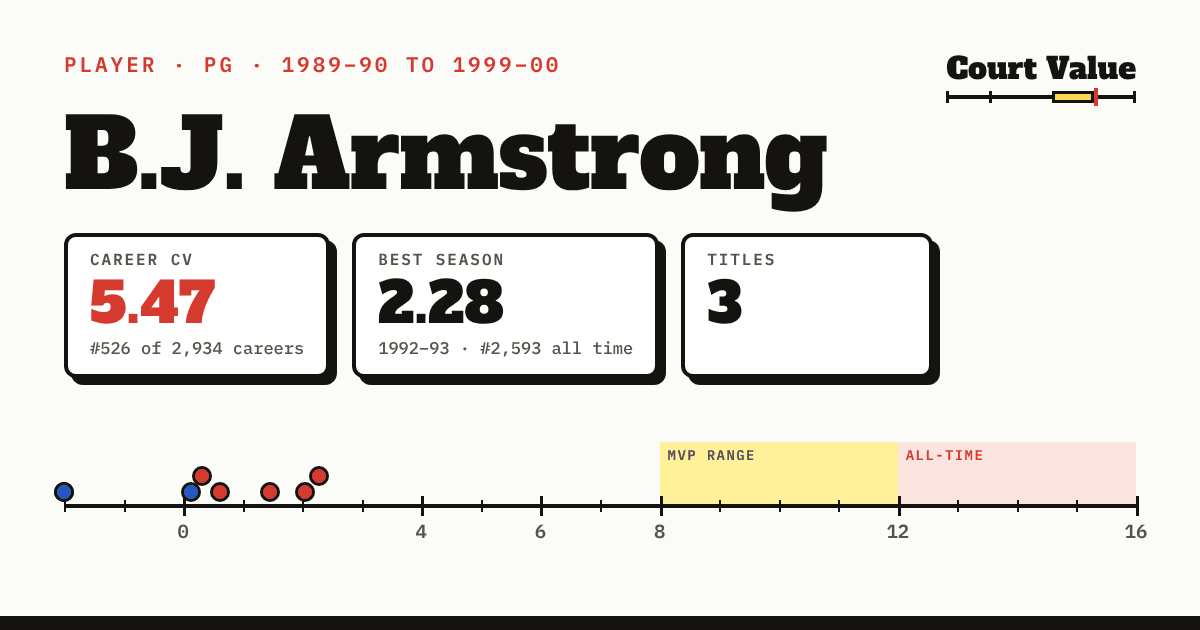 PLAYER · PG · 1989–90 TO 1999–00
Court Value
B.J. Armstrong
CAREER CV
5.47
#526 of 2,934 careers
BEST SEASON
2.28
1992–93 · #2,593 all time
TITLES
3
MVP RANGE
ALL-TIME
0 4 6 8 12 16